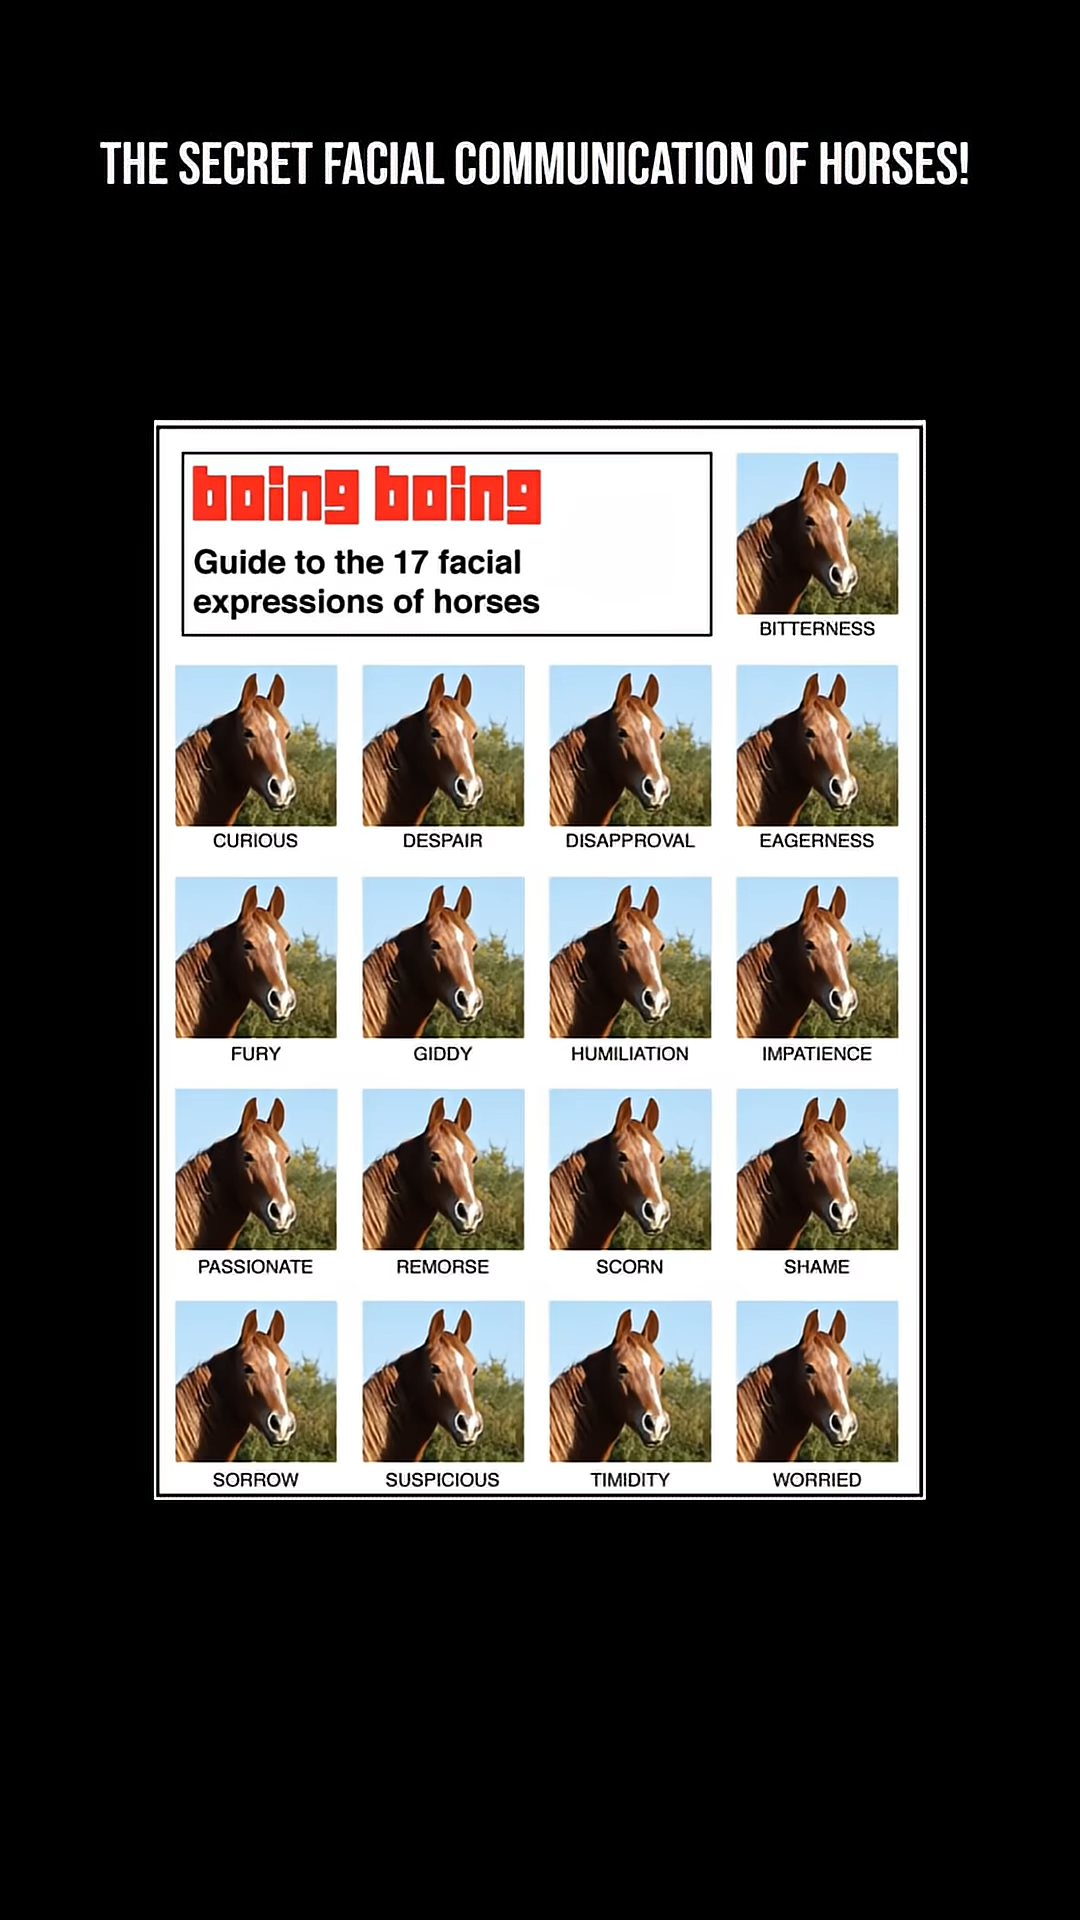 THE SECRET FACIAL COMMUNICATION OF HORSES!
boing boing
Guide to the 17 facial
expressions of horses
BITTERNESS
CURIOUS
DESPAIR
DISAPPROVAL
EAGERNESS
FURY
GIDDY
HUMILIATION
IMPATIENCE
PASSIONATE
REMORSE
SCORN
SHAME
SORROW
SUSPICIOUS
TIMIDITY
WORRIED